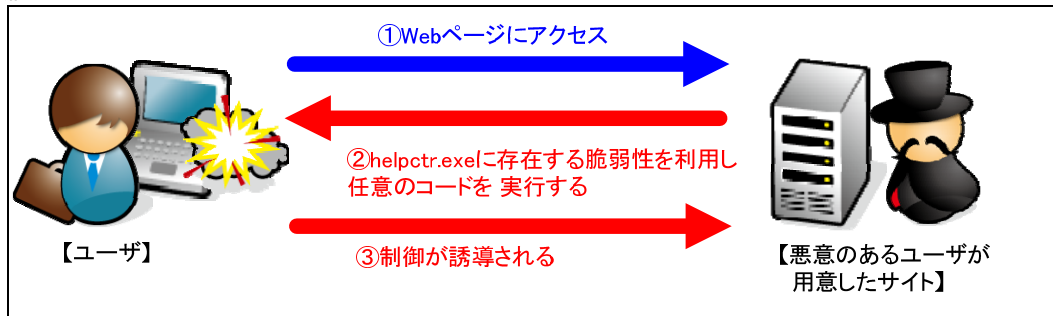 ①Webページにアクセス
②helpctr.exeに存在する脆弱性を利用し
任意のコードを 実行する
③制御が誘導される
【ユーザ】
【悪意のあるユーザが
用意したサイト】